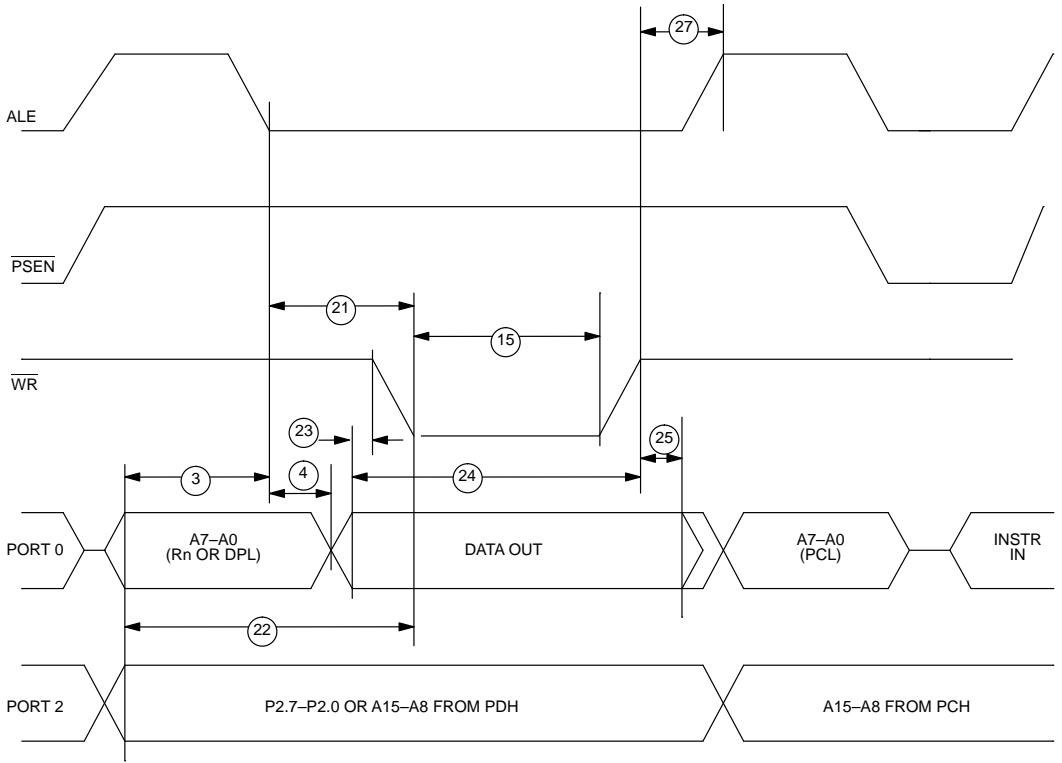 27
ALE
PSEN
21
15
WR
23
25
3
4
24
PORT 0
A7–A0
(Rn OR DPL)
DATA OUT
A7–A0
(PCL)
INSTR
IN
22
PORT 2
P2.7–P2.0 OR A15–A8 FROM PDH
A15–A8 FROM PCH